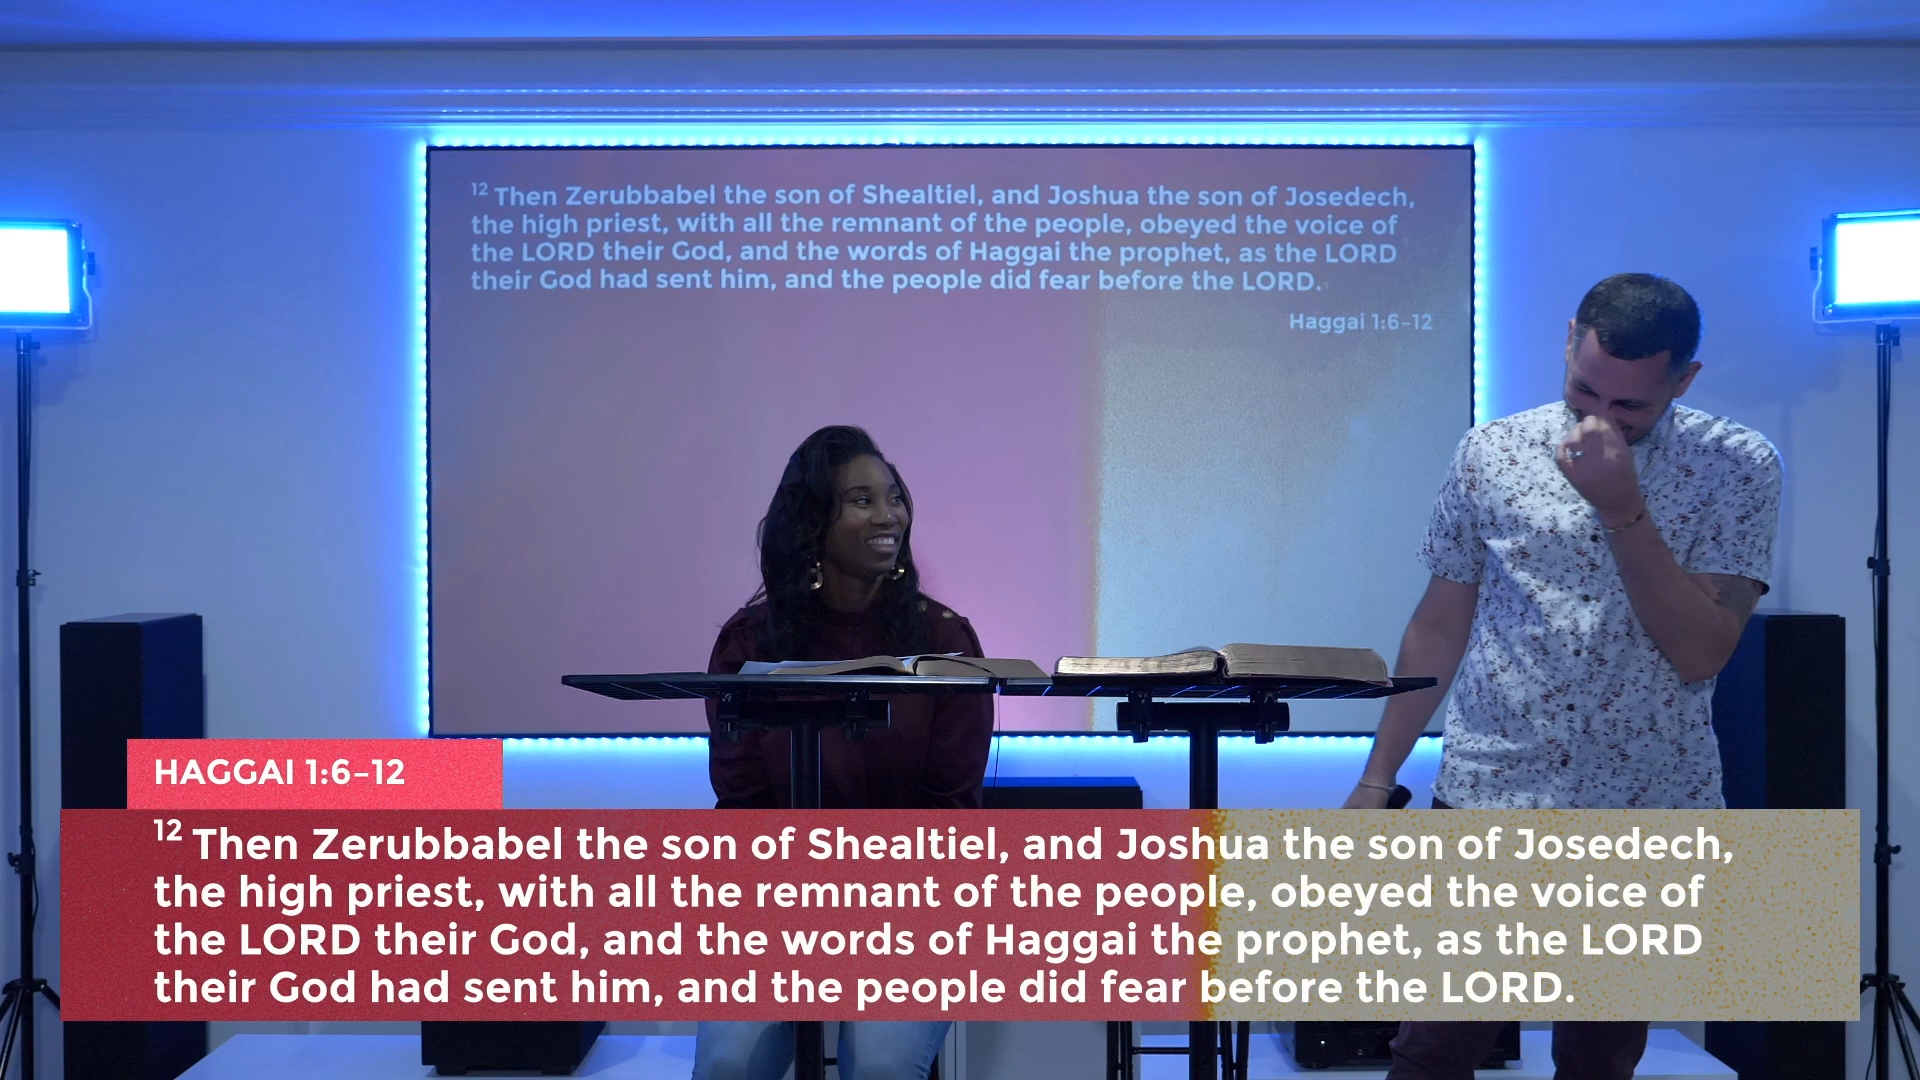 12 Then Zerubbabel the son of Shealtiel, and Joshua the son of Josedech,
the high priest, with all the remnant of the people, obeyed the voice of
the LORD their God, and the words of Haggai the prophet, as the LORD
their God had sent him, and the people did fear before the LORD.
Haggai 1:6-12
HAGGAI 1:6-12
12 Then Zerubbabel the son of Shealtiel, and Joshua the son of Josedech,
the high priest, with all the remnant of the people, obeyed the voice of
the LORD their God, and the words of Haggai the prophet, as the LORD
their God had sent him, and the people did fear before the LORD.